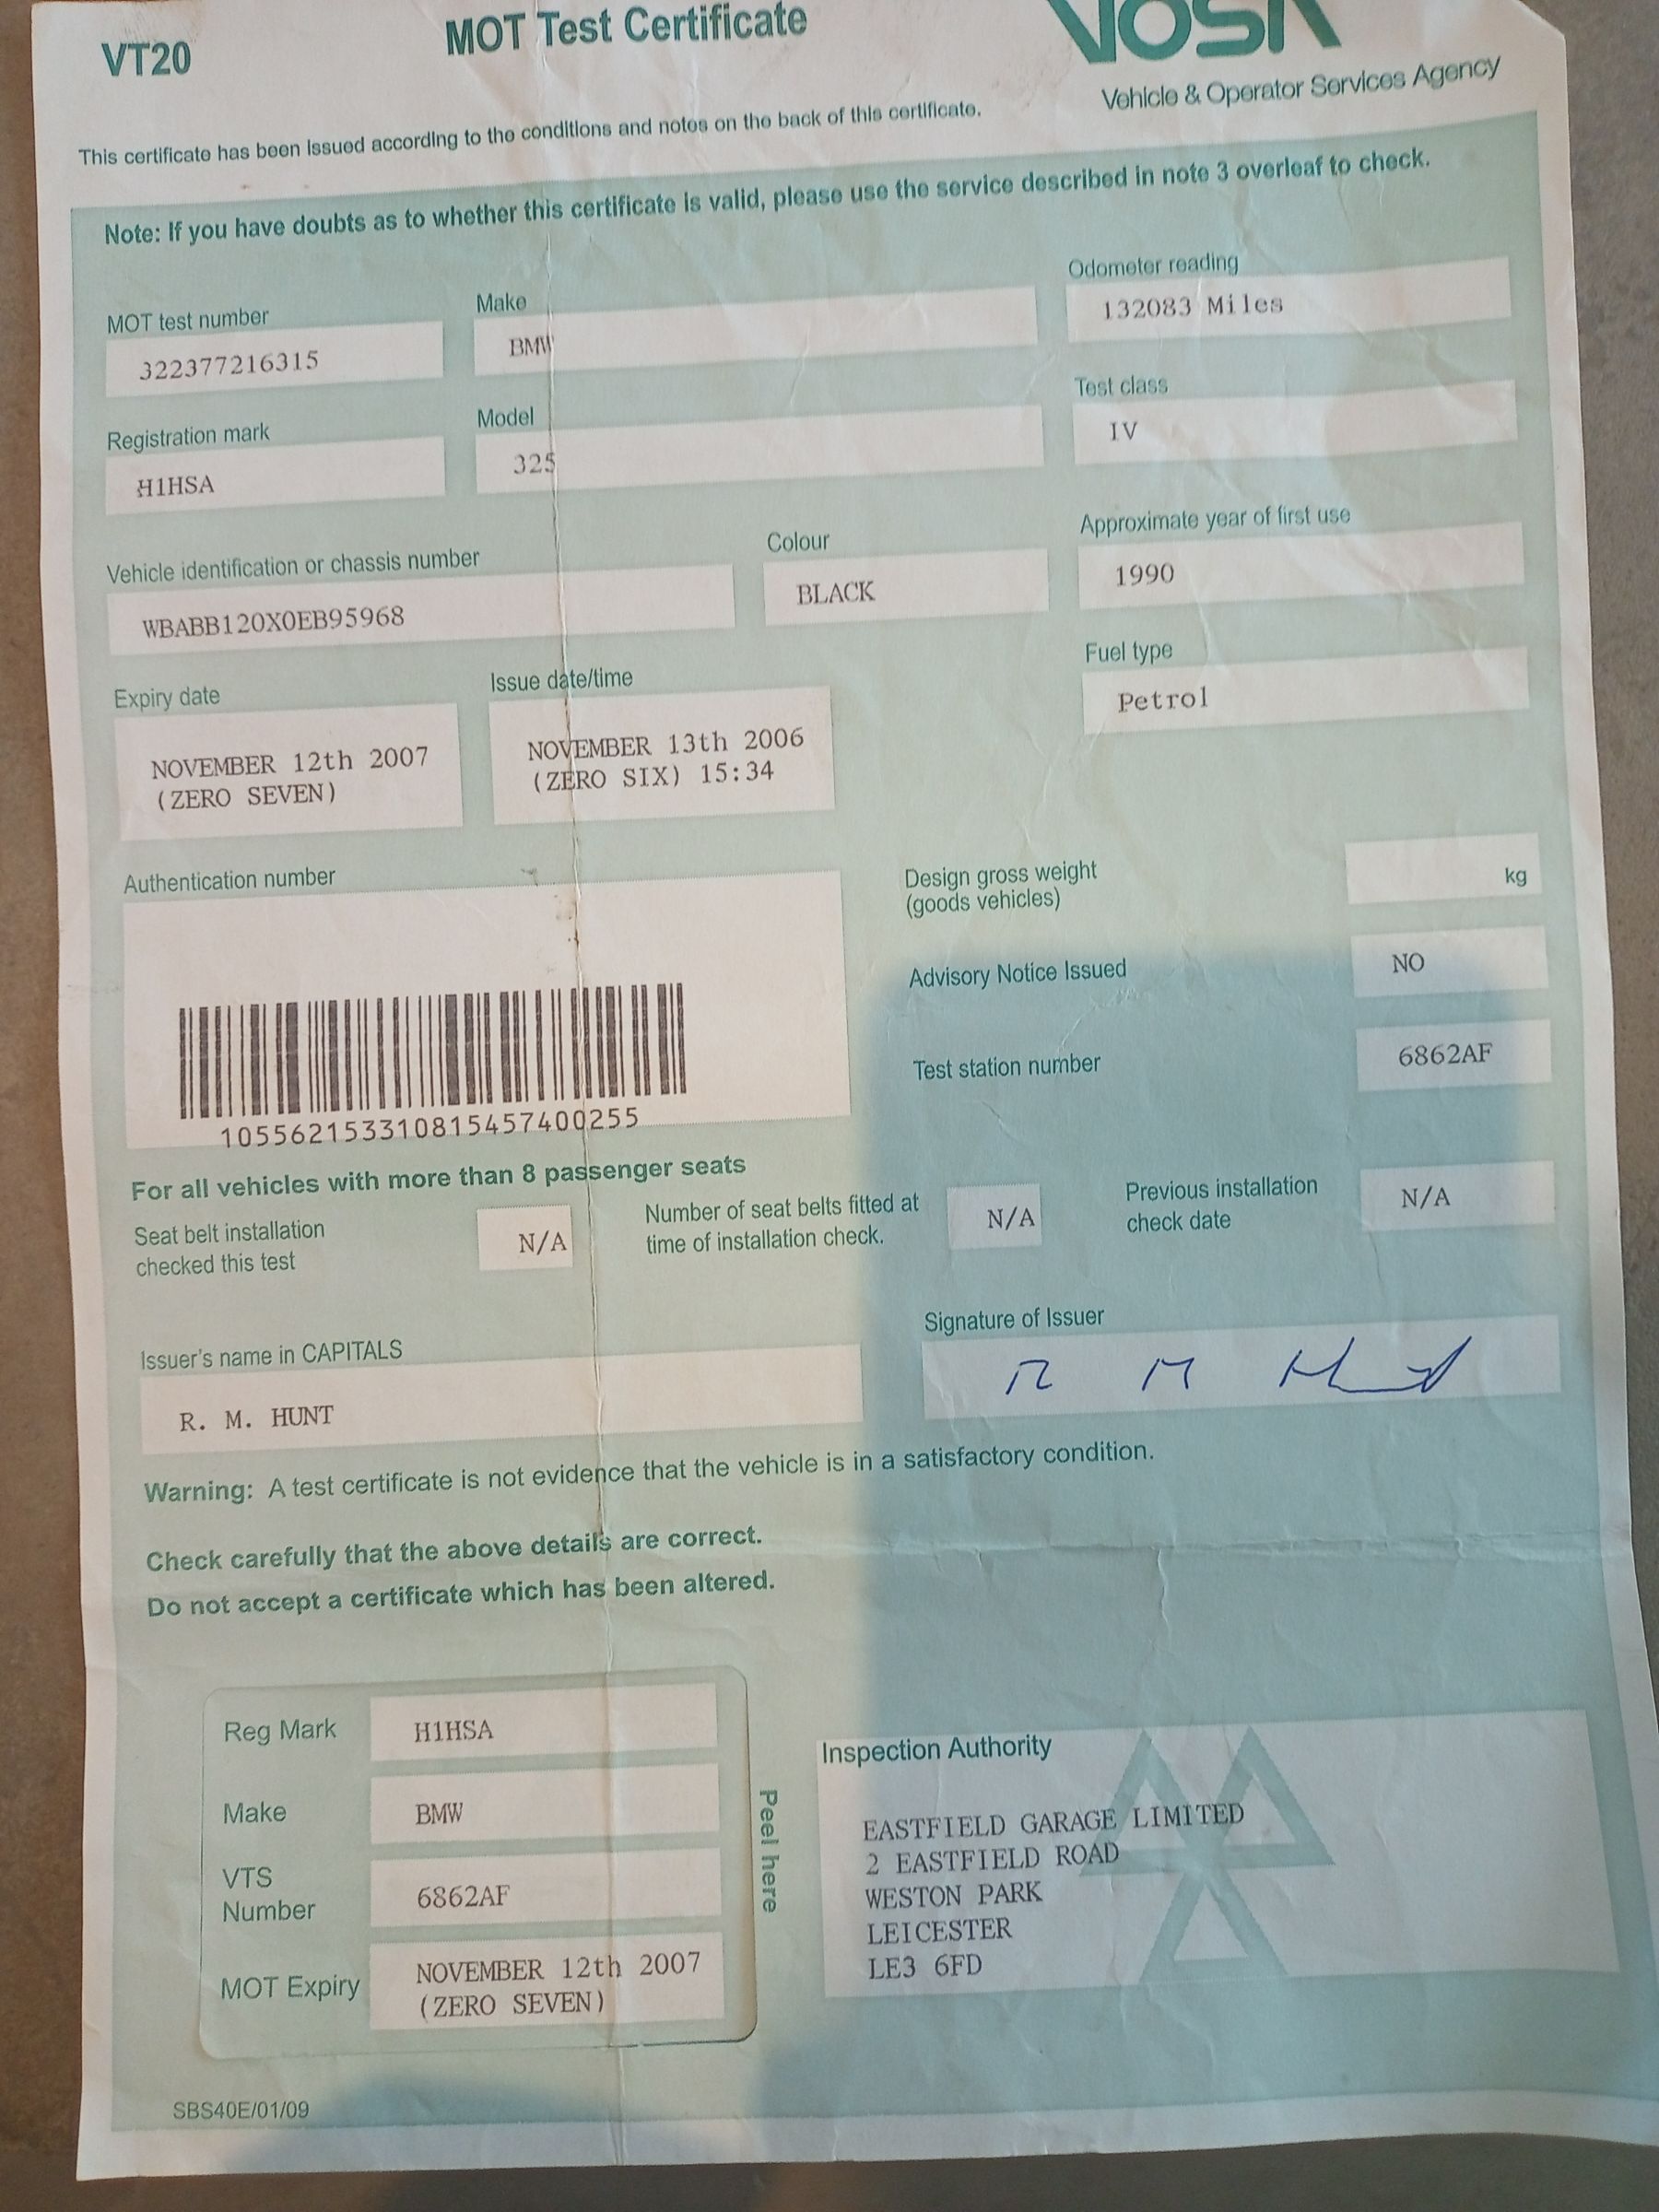 VT20
MOT Test Certificate
VOSA
Vehicle & Operator Services Agency
This certificate has been issued according to the conditions and notes on the back of this certificate.
Note: If you have doubts as to whether this certificate is valid, please use the service described in note 3 overleaf to check.
MOT test number
322377216315
Make
BMW
Odometer reading
132083 Miles
Registration mark
H1HSA
Model
325
Test class
IV
Vehicle identification or chassis number
WBABB120X0EB95968
Colour
BLACK
Approximate year of first use
1990
Expiry date
NOVEMBER 12th 2007
(ZERO SEVEN)
Issue date/time
NOVEMBER 13th 2006
(ZERO SIX) 15:34
Fuel type
Petrol
Authentication number
105562153310815457400255
Design gross weight
(goods vehicles)
kg
Advisory Notice Issued
NO
Test station number
6862AF
For all vehicles with more than 8 passenger seats
Seat belt installation
checked this test
N/A
Number of seat belts fitted at
time of installation check.
N/A
Previous installation
check date
N/A
Issuer's name in CAPITALS
R. M. HUNT
Signature of Issuer
R M Hunt
Warning: A test certificate is not evidence that the vehicle is in a satisfactory condition.
Check carefully that the above details are correct.
Do not accept a certificate which has been altered.
Reg Mark
H1HSA
Make
BMW
VTS
Number
6862AF
MOT Expiry
NOVEMBER 12th 2007
(ZERO SEVEN)
Peel here
Inspection Authority
EASTFIELD GARAGE LIMITED
2 EASTFIELD ROAD
WESTON PARK
LEICESTER
LE3 6FD
SBS40E/01/09